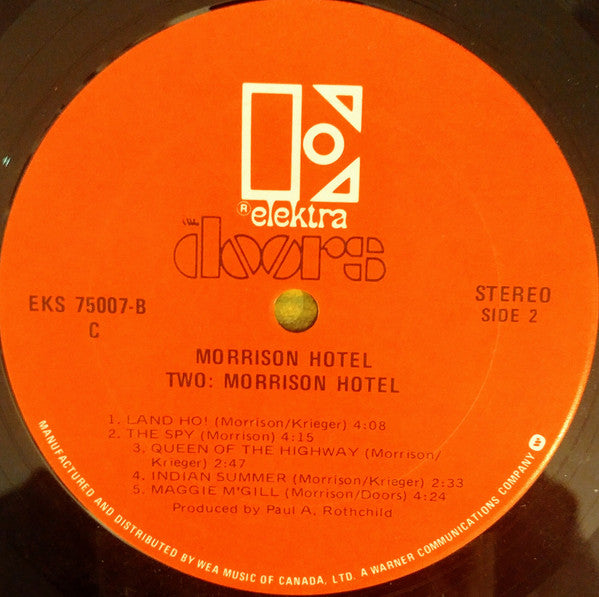 ® elektra
THE
DOORS
EKS 75007-B
C
STEREO
SIDE 2
MORRISON HOTEL
TWO: MORRISON HOTEL
1. LAND HO! (Morrison/Krieger) 4:08
2. THE SPY (Morrison) 4:15
3. QUEEN OF THE HIGHWAY (Morrison/
Krieger) 2:47
4. INDIAN SUMMER (Morrison/Krieger) 2:33
5. MAGGIE M'GILL (Morrison/Doors) 4:24
Produced by Paul A. Rothchild
MANUFACTURED AND DISTRIBUTED BY WEA MUSIC OF CANADA, LTD. A WARNER COMMUNICATIONS COMPANY